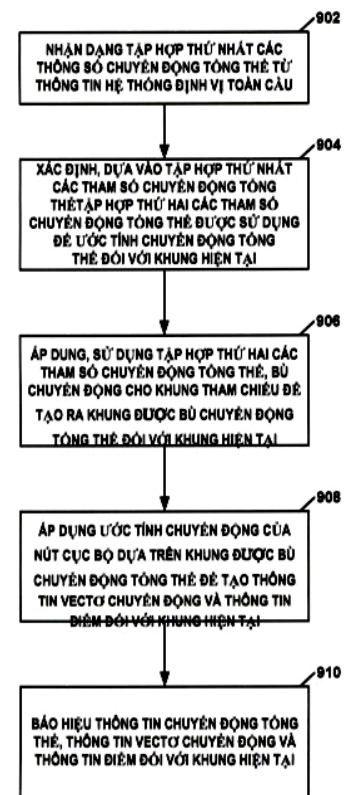 902
NHẬN DẠNG TẬP HỢP THỨ NHẤT CÁC
THÔNG SỐ CHUYỂN ĐỘNG TỔNG THỂ TỪ
THÔNG TIN HỆ THỐNG ĐỊNH VỊ TOÀN CẦU
904
XÁC ĐỊNH, DỰA VÀO TẬP HỢP THỨ NHẤT
CÁC THAM SỐ CHUYỂN ĐỘNG TỔNG
THỂTẬP HỢP THỨ HAI CÁC THAM SỐ
CHUYỂN ĐỘNG TỔNG THỂ ĐƯỢC SỬ DỤNG
ĐỂ ƯỚC TÍNH CHUYỂN ĐỘNG TỔNG
THỂ ĐỐI VỚI KHUNG HIỆN TẠI
906
ÁP DUNG, SỬ DỤNG TẬP HỢP THỨ HAI CÁC
THAM SỐ CHUYỂN ĐỘNG TỔNG THỂ, BÙ
CHUYỂN ĐỘNG CHO KHUNG THAM CHIẾU ĐỂ
TẠO RA KHUNG ĐƯỢC BÙ CHUYỂN ĐỘNG
TỔNG THỂ ĐỐI VỚI KHUNG HIỆN TẠI
908
ÁP DỤNG ƯỚC TÍNH CHUYỂN ĐỘNG CỦA
NÚT CỤC BỘ DỰA TRÊN KHUNG ĐƯỢC BÙ
CHUYỂN ĐỘNG TỔNG THỂ ĐỂ TẠO THÔNG
TIN VECTƠ CHUYỂN ĐỘNG VÀ THÔNG TIN
ĐIỂM ĐỐI VỚI KHUNG HIỆN TẠI
910
BÁO HIỆU THÔNG TIN CHUYỂN ĐỘNG TỔNG
THỂ, THÔNG TIN VECTƠ CHUYỂN ĐỘNG VÀ
THÔNG TIN ĐIỂM ĐỐI VỚI KHUNG HIỆN TẠI